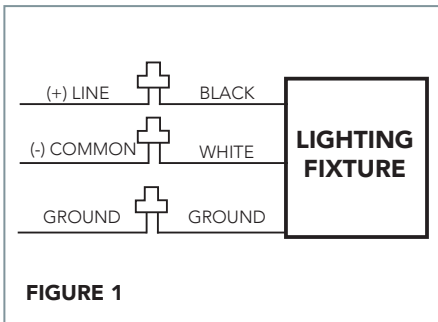 (+) LINE BLACK
(-) COMMON WHITE
LIGHTING
FIXTURE
GROUND GROUND
FIGURE 1